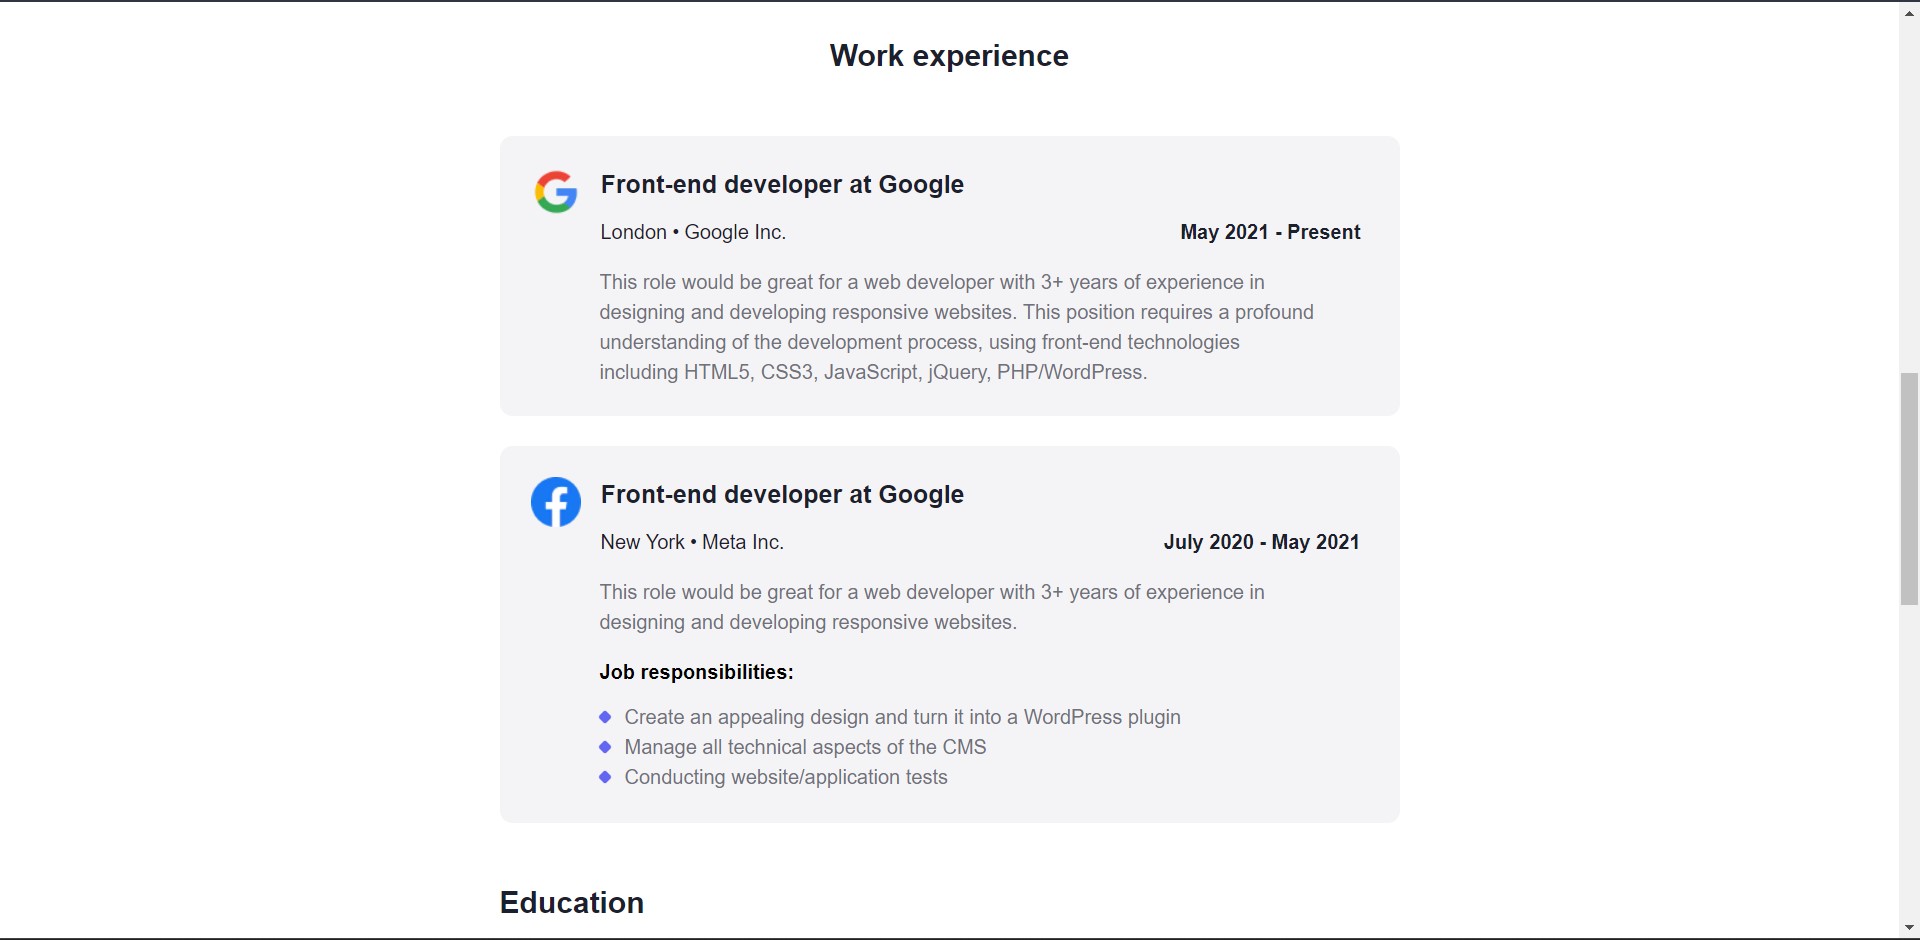 Work experience
Front-end developer at Google
London • Google Inc.
May 2021 - Present
This role would be great for a web developer with 3+ years of experience in
designing and developing responsive websites. This position requires a profound
understanding of the development process, using front-end technologies
including HTML5, CSS3, JavaScript, jQuery, PHP/WordPress.
Front-end developer at Google
New York • Meta Inc.
July 2020 - May 2021
This role would be great for a web developer with 3+ years of experience in
designing and developing responsive websites.
Job responsibilities:
Create an appealing design and turn it into a WordPress plugin
Manage all technical aspects of the CMS
Conducting website/application tests
Education